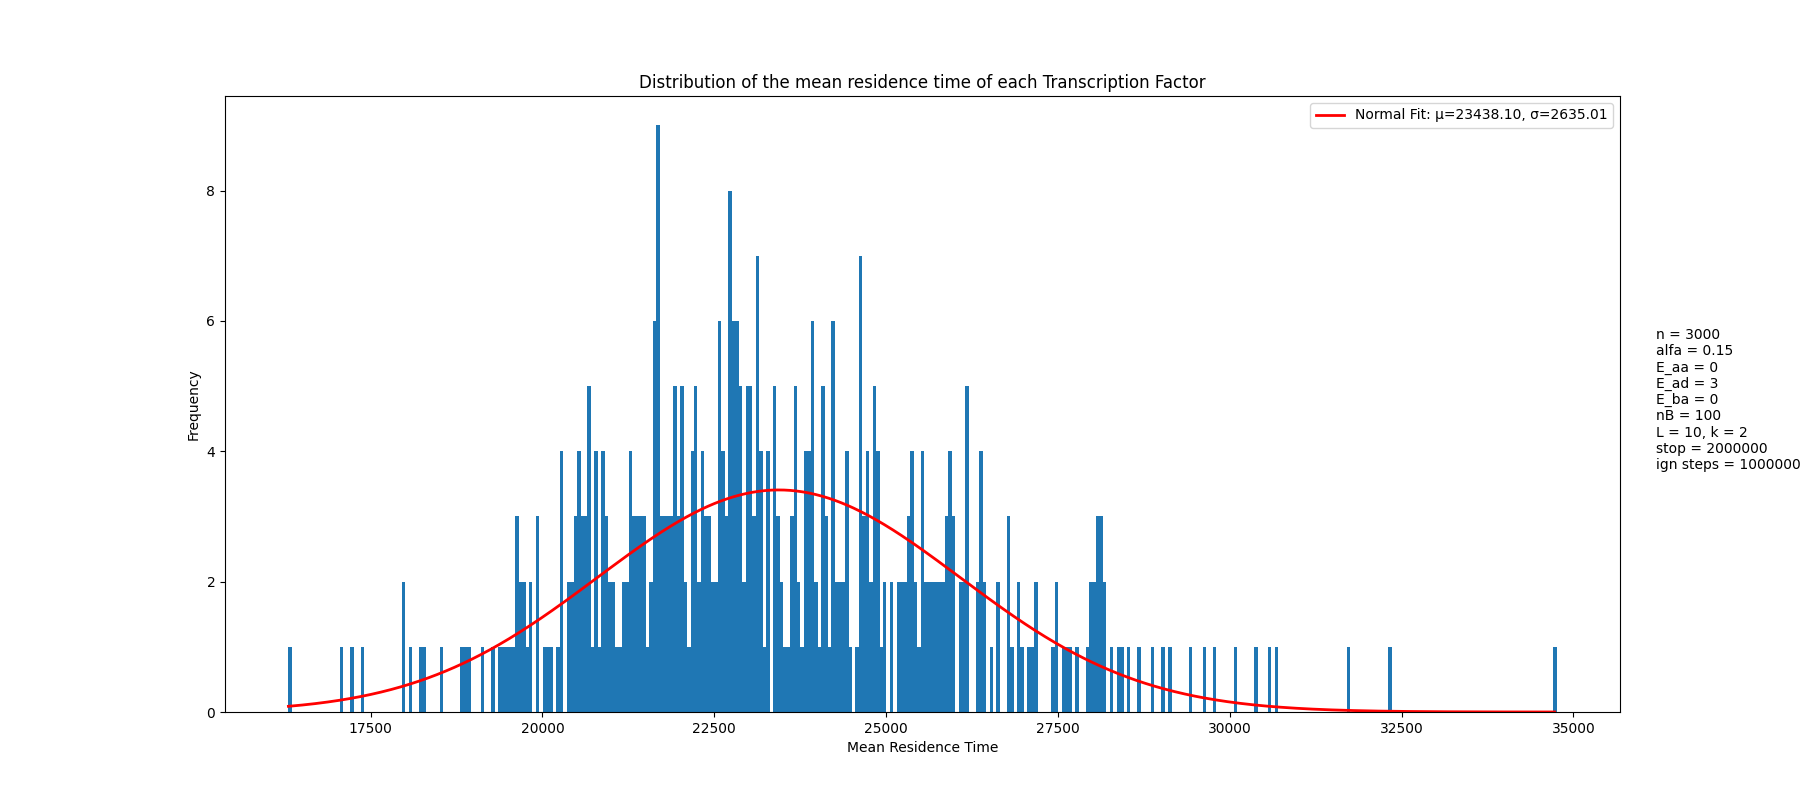 Distribution of the mean residence time of each Transcription Factor
Normal Fit: μ=23438.10, σ=2635.01
8
6
4
2
0
Frequency
17500 20000 22500 25000 27500 30000 32500 35000
Mean Residence Time
n = 3000
alfa = 0.15
E_aa = 0
E_ad = 3
E_ba = 0
nB = 100
L = 10, k = 2
stop = 2000000
ign steps = 1000000